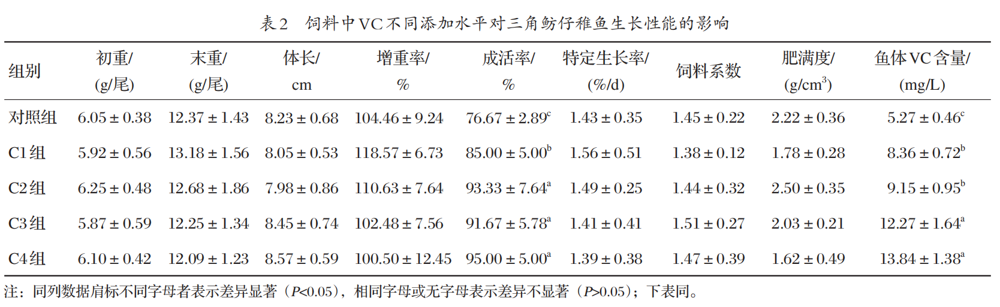 表2 饲料中VC不同添加水平对三角鲂仔稚鱼生长性能的影响
组别 初重/(g/尾) 末重/(g/尾) 体长/cm 增重率/% 成活率/% 特定生长率/(%/d) 饲料系数 肥满度/(g/cm³) 鱼体VC含量/(mg/L)
对照组 6.05±0.38 12.37±1.43 8.23±0.68 104.46±9.24 76.67±2.89ᶜ 1.43±0.35 1.45±0.22 2.22±0.36 5.27±0.46ᶜ
C1组 5.92±0.56 13.18±1.56 8.05±0.53 118.57±6.73 85.00±5.00ᵇ 1.56±0.51 1.38±0.12 1.78±0.28 8.36±0.72ᵇ
C2组 6.25±0.48 12.68±1.86 7.98±0.86 110.63±7.64 93.33±7.64ᵃ 1.49±0.25 1.44±0.32 2.50±0.35 9.15±0.95ᵇ
C3组 5.87±0.59 12.25±1.34 8.45±0.74 102.48±7.56 91.67±5.78ᵃ 1.41±0.41 1.51±0.27 2.03±0.21 12.27±1.64ᵃ
C4组 6.10±0.42 12.09±1.23 8.57±0.59 100.50±12.45 95.00±5.00ᵃ 1.39±0.38 1.47±0.39 1.62±0.49 13.84±1.38ᵃ
注：同列数据肩标不同字母者表示差异显著（P<0.05），相同字母或无字母表示差异不显著（P>0.05）；下表同。